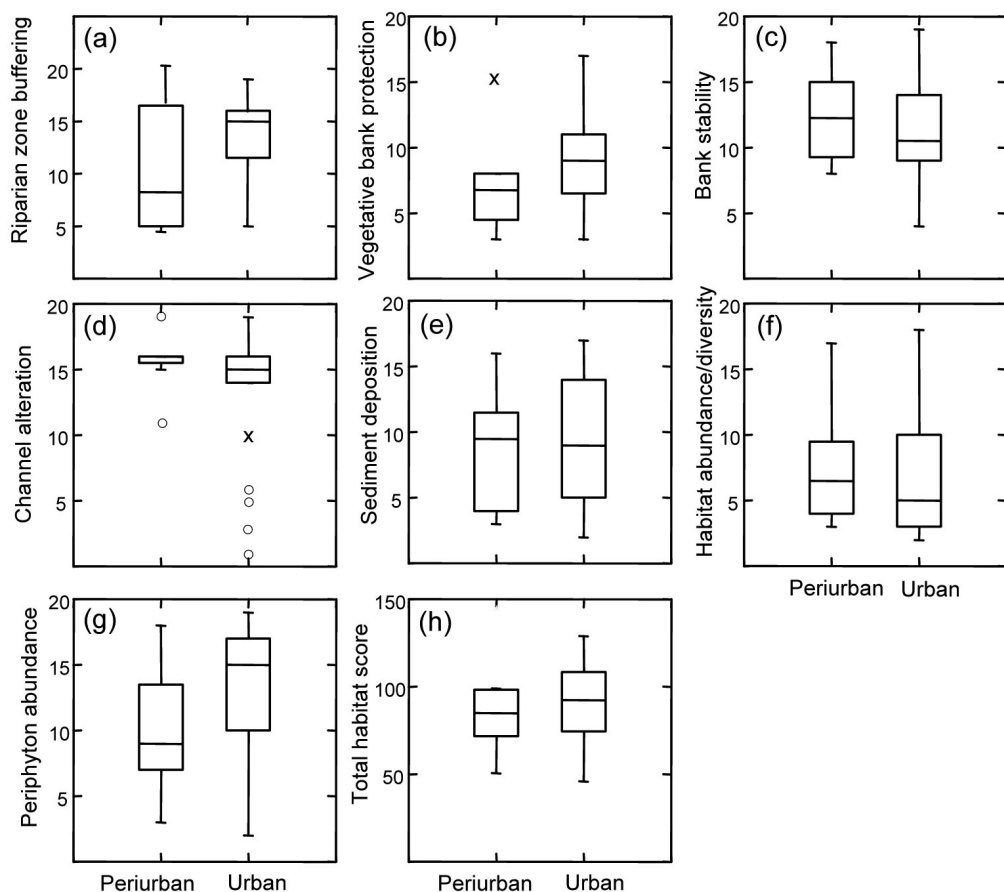 (a)
Riparian zone buffering
20
15
10
5
(b)
Vegetative bank protection
20
15
10
5
x
(c)
Bank stability
20
15
10
5
(d)
Channel alteration
20
15
10
5
x
(e)
Sediment deposition
20
15
10
5
(f)
Habitat abundance/diversity
20
15
10
5
Periurban
Urban
(g)
Periphyton abundance
20
15
10
5
Periurban
Urban
(h)
Total habitat score
150
100
50
Periurban
Urban